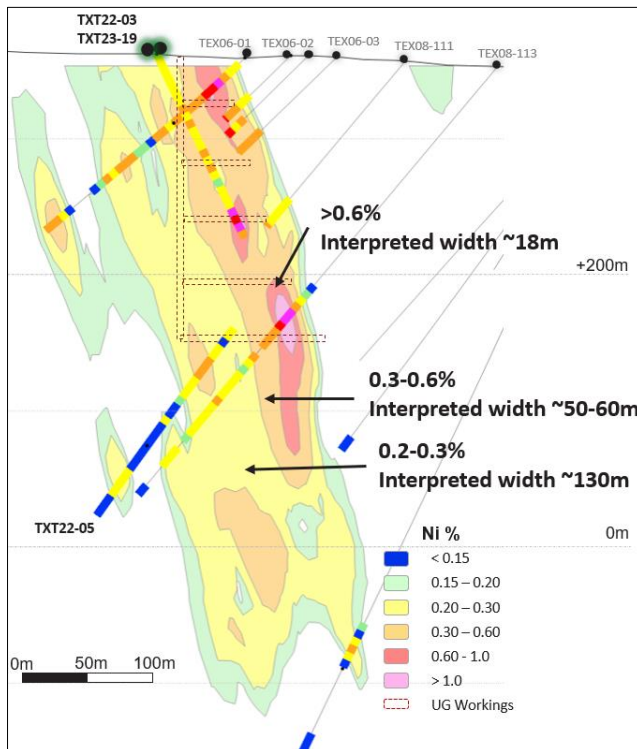 TXT22-03
TXT23-19
TEX06-01
TEX06-02
TEX06-03
TEX08-111
TEX08-113
>0.6%
Interpreted width ~18m
+200m
0.3-0.6%
Interpreted width ~50-60m
0.2-0.3%
Interpreted width ~130m
TXT22-05
0m
Ni %
< 0.15
0.15 – 0.20
0.20 – 0.30
0.30 – 0.60
0.60 - 1.0
> 1.0
UG Workings
0m 50m 100m